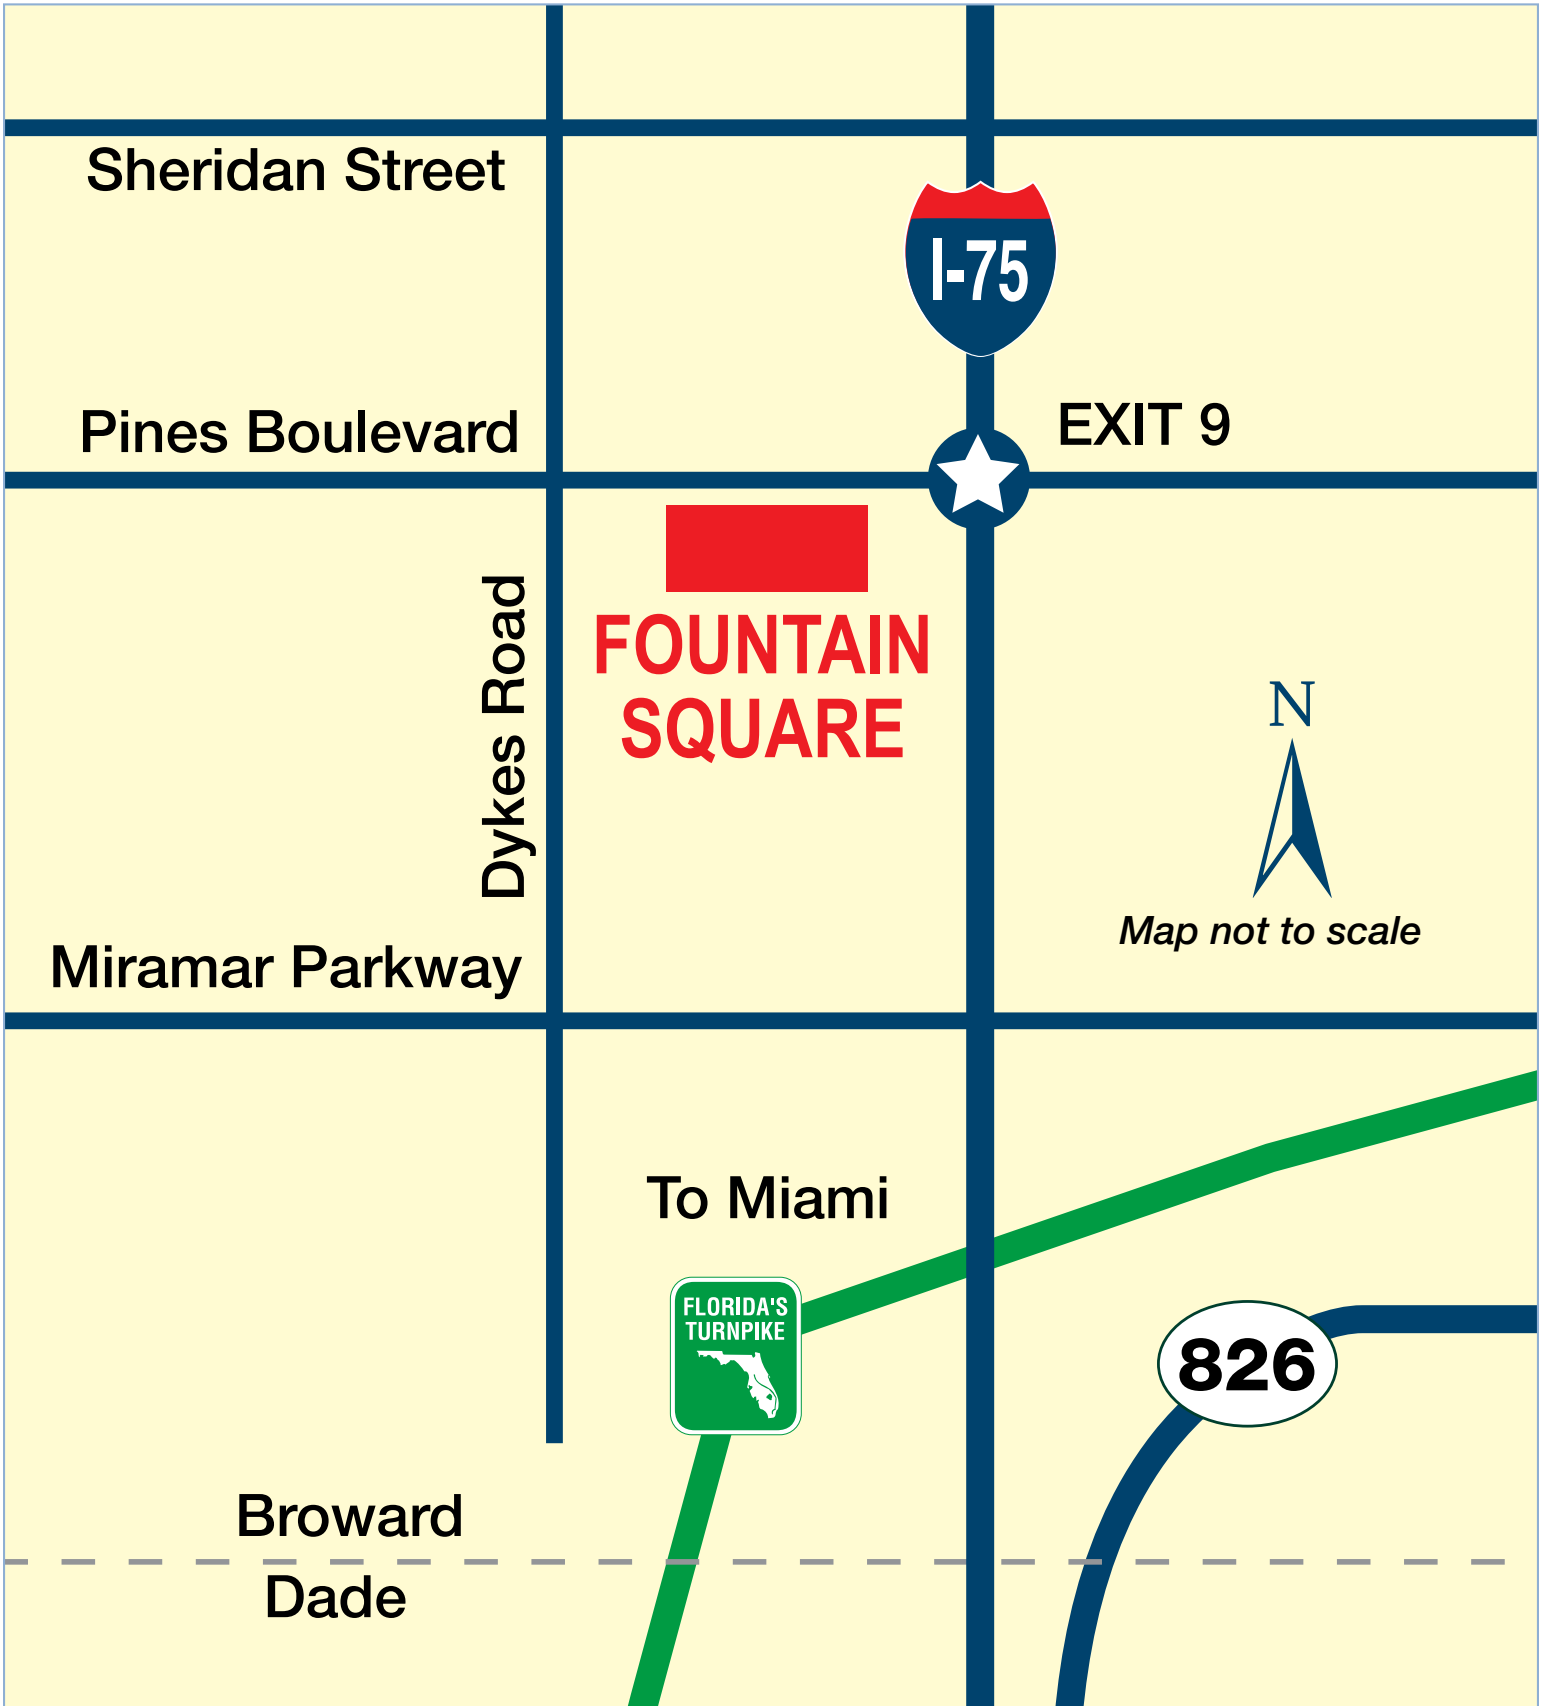 Sheridan Street
I-75
Pines Boulevard
EXIT 9
FOUNTAIN
SQUARE
Dykes Road
N
Map not to scale
Miramar Parkway
To Miami
FLORIDA'S
TURNPIKE
826
Broward
Dade